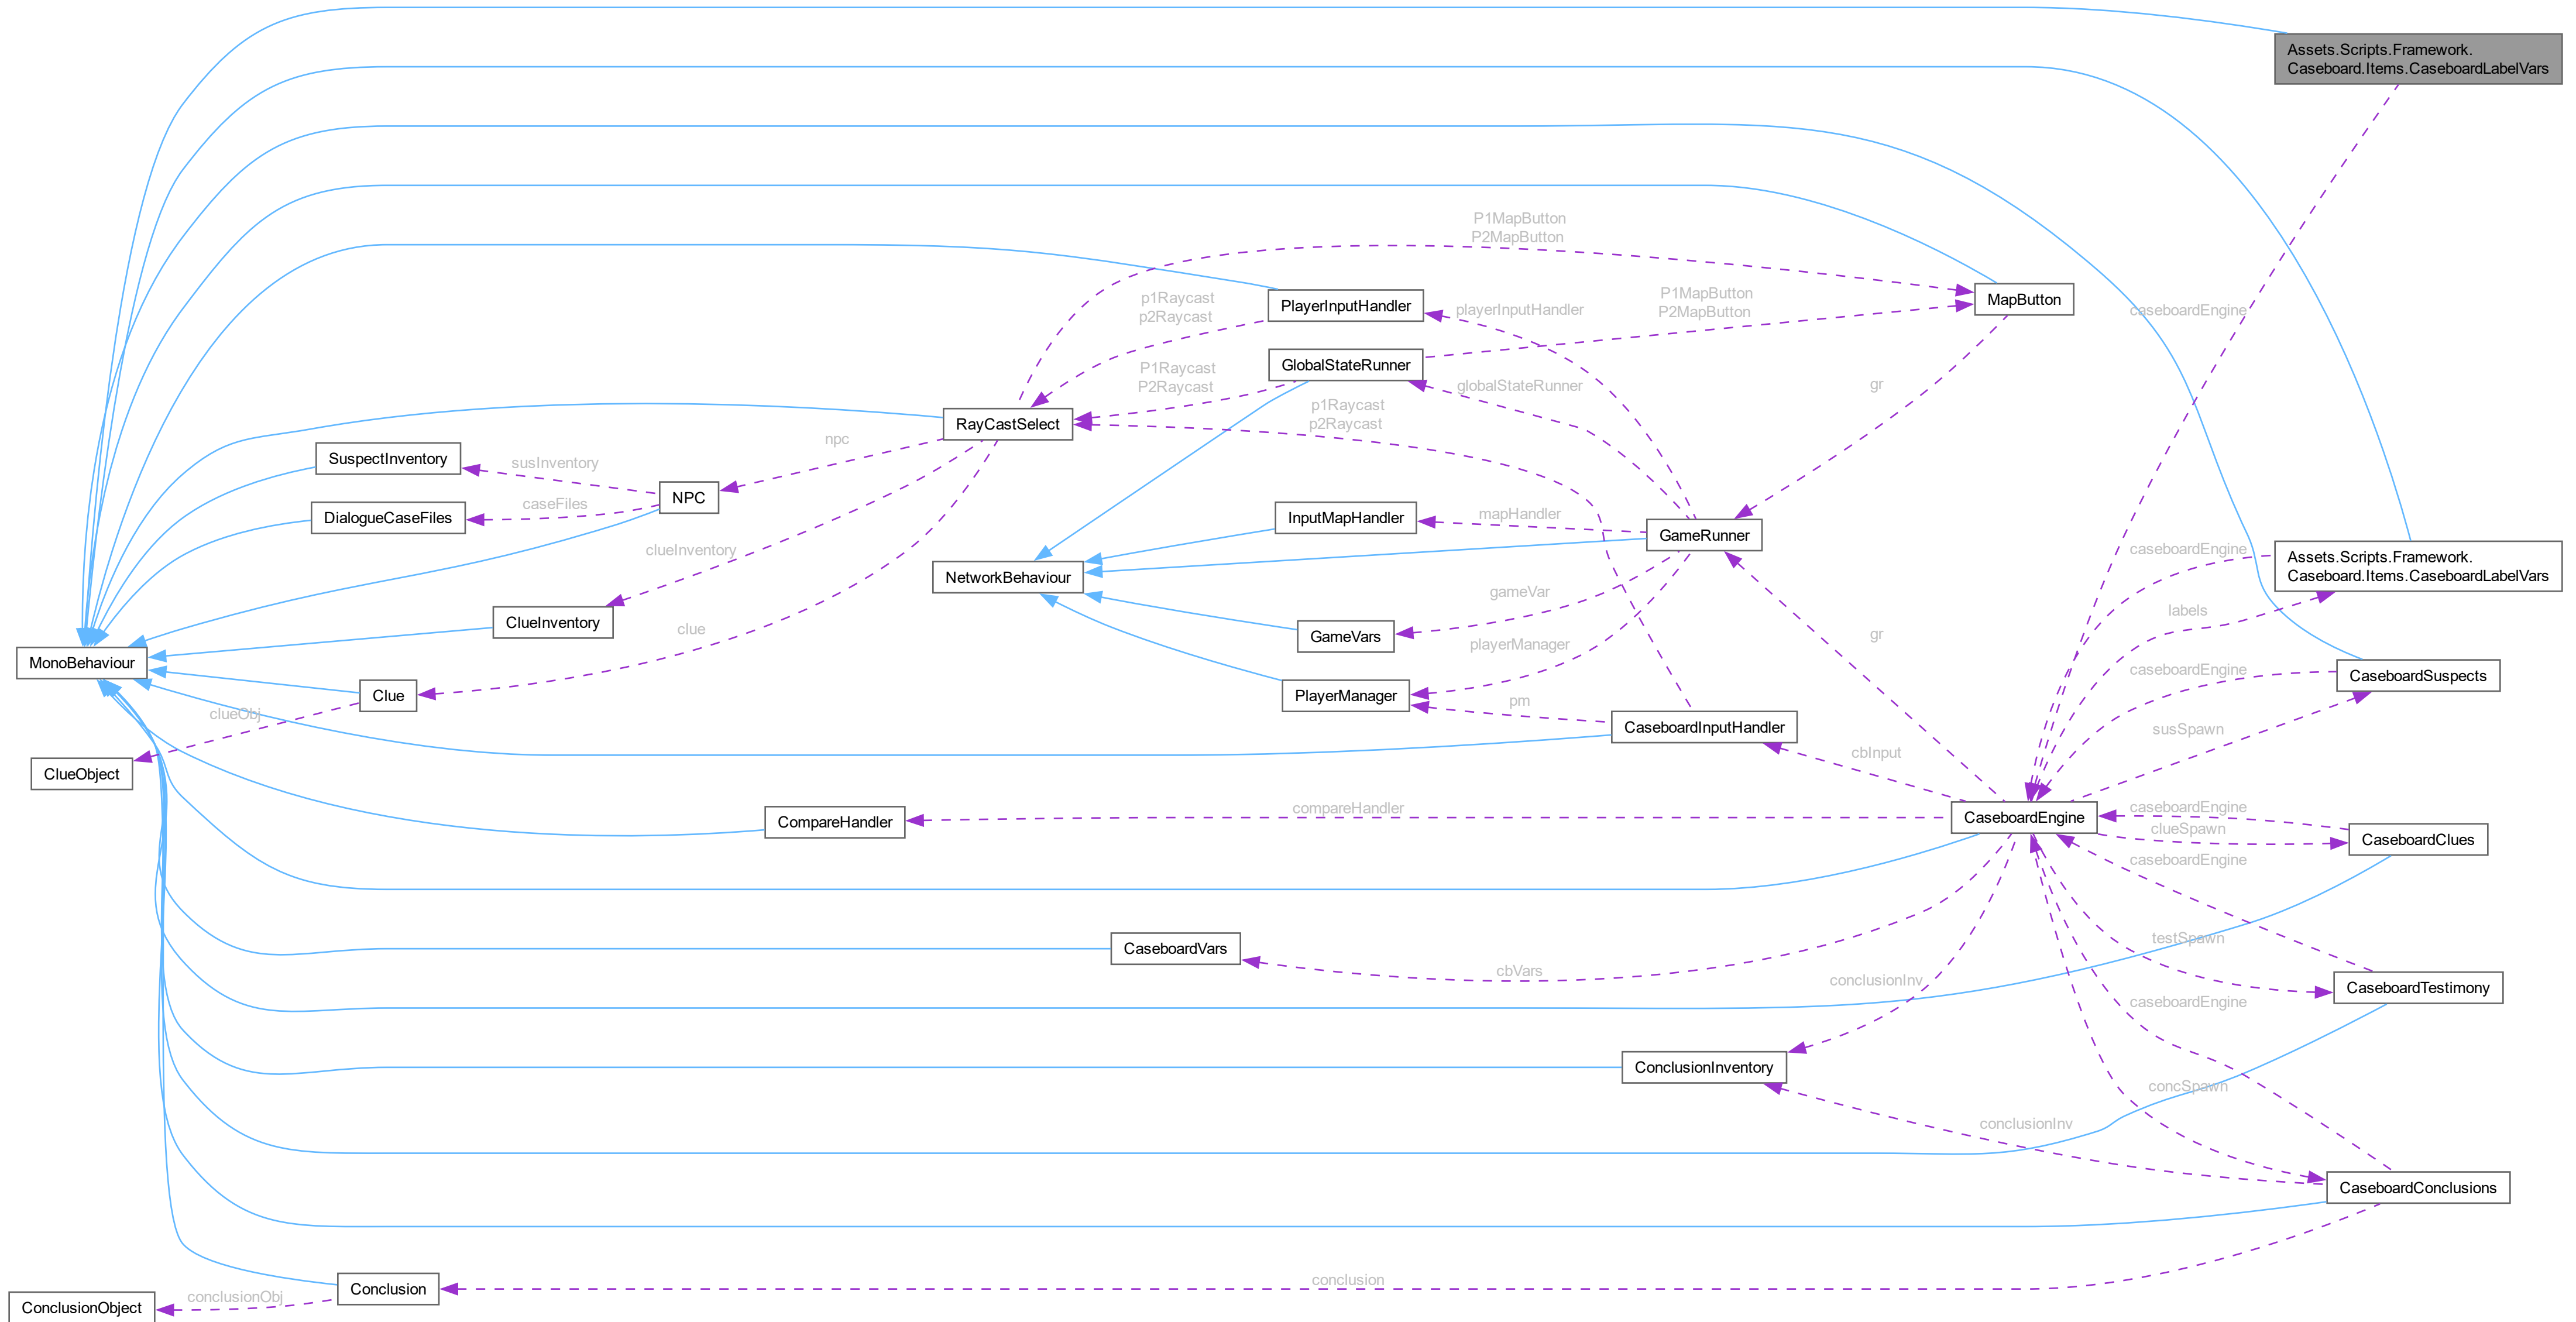 Assets.Scripts.Framework.
Caseboard.Items.CaseboardLabelVars
P1MapButton
P2MapButton
p1Raycast
p2Raycast
PlayerInputHandler
playerInputHandler
P1MapButton
P2MapButton
MapButton
caseboardEngine
GlobalStateRunner
P1Raycast
P2Raycast
globalStateRunner
gr
p1Raycast
p2Raycast
RayCastSelect
npc
SuspectInventory
susInventory
NPC
DialogueCaseFiles
caseFiles
InputMapHandler
mapHandler
GameRunner
clueInventory
caseboardEngine
Assets.Scripts.Framework.
Caseboard.Items.CaseboardLabelVars
NetworkBehaviour
gameVar
labels
ClueInventory
clue
GameVars
gr
playerManager
MonoBehaviour
caseboardEngine
CaseboardSuspects
Clue
PlayerManager
pm
clueObj
CaseboardInputHandler
susSpawn
cbInput
ClueObject
compareHandler
caseboardEngine
CompareHandler
CaseboardEngine
clueSpawn
CaseboardClues
caseboardEngine
testSpawn
CaseboardVars
cbVars
conclusionInv
CaseboardTestimony
caseboardEngine
ConclusionInventory
concSpawn
conclusionInv
CaseboardConclusions
conclusion
Conclusion
conclusionObj
ConclusionObject